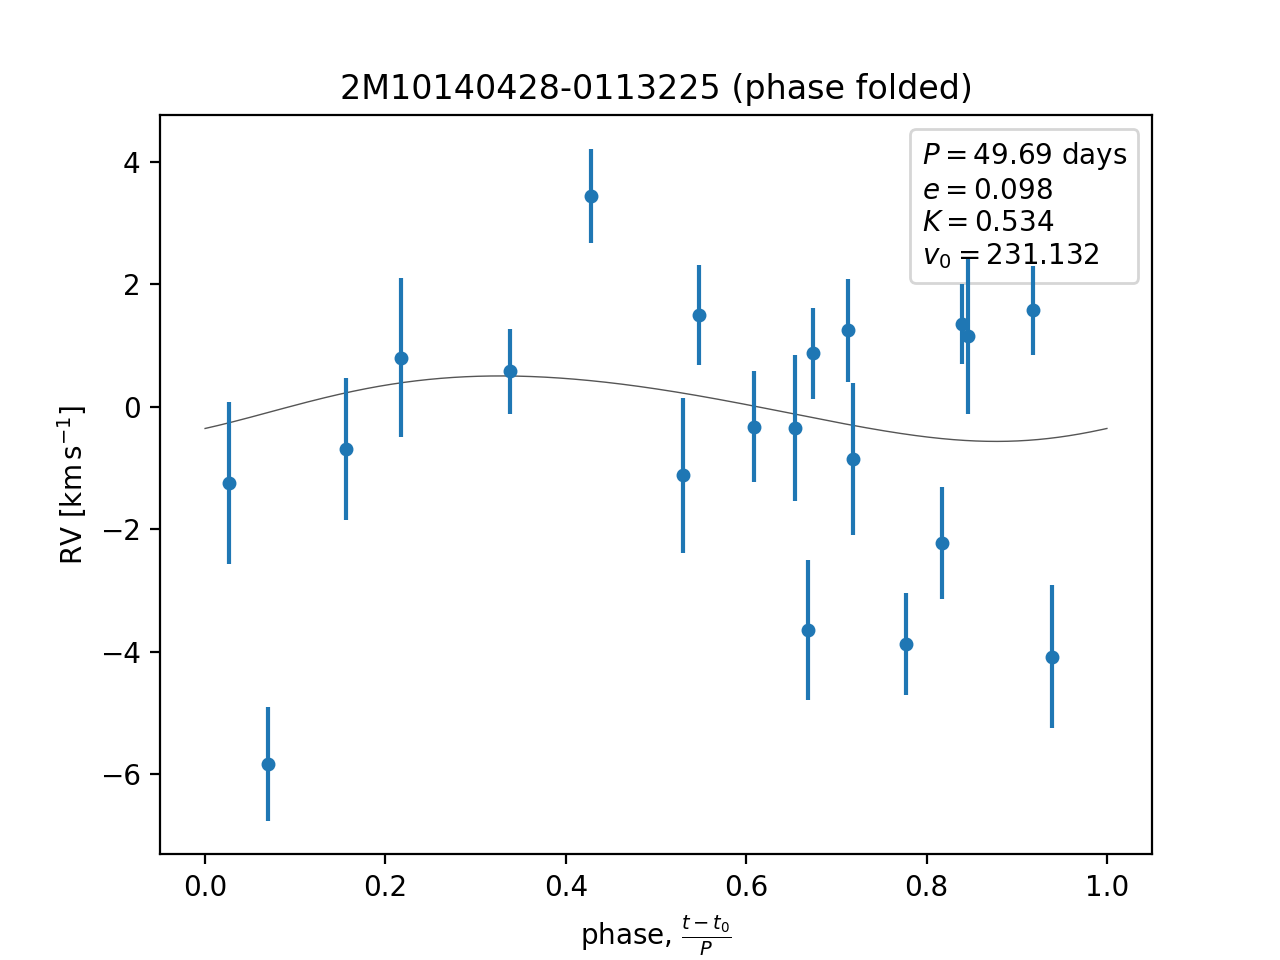 2M10140428-0113225 (phase folded)
P = 49.69 days
e = 0.098
K = 0.534
v₀ = 231.132
RV [km s⁻¹]
4
2
0
−2
−4
−6
0.0 0.2 0.4 0.6 0.8 1.0
phase, (t − t₀)/P